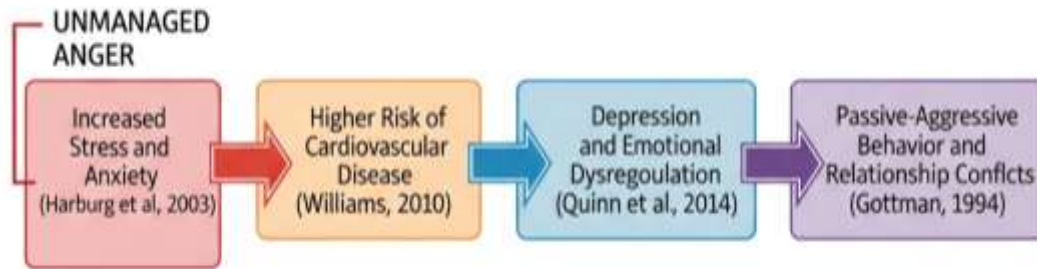 UNMANAGED
ANGER
Increased
Stress and
Anxiety
(Harburg et al, 2003)
Higher Risk of
Cardiovascular
Disease
(Williams, 2010)
Depression
and Emotional
Dysregoulation
(Quinn et al, 2014)
Passive-Aggressive
Behavior and
Relationship Conflcts
(Gottman, 1994)